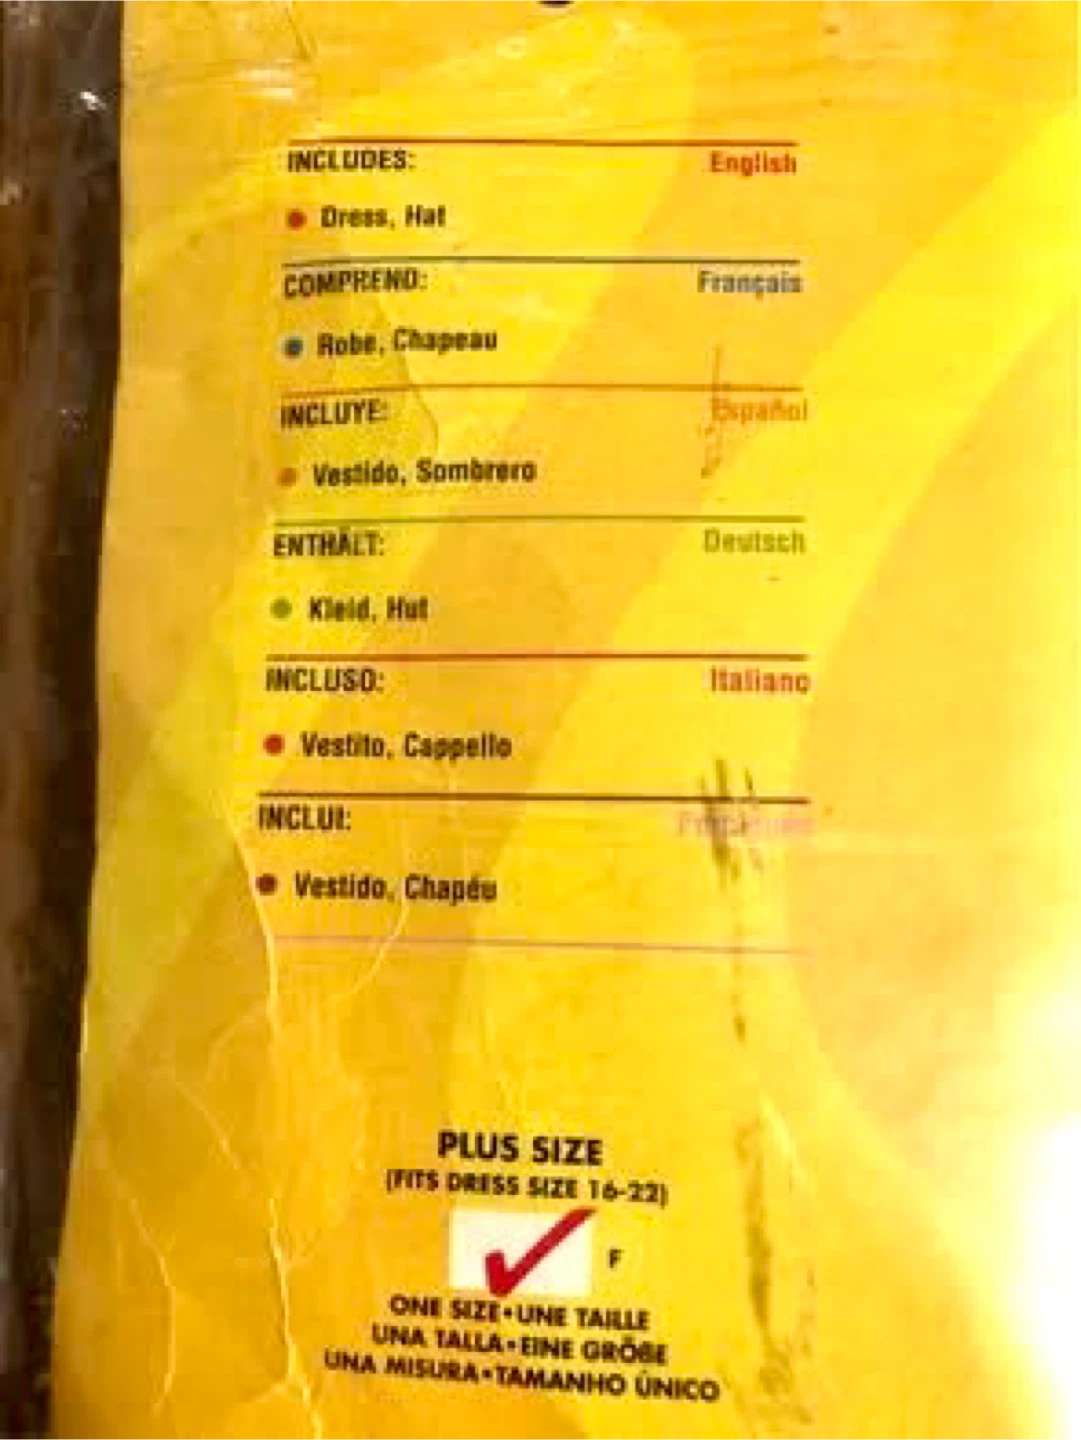 INCLUDES: English
• Dress, Hat
COMPREND: Français
• Robe, Chapeau
INCLUYE: Español
• Vestido, Sombrero
ENTHÄLT: Deutsch
• Kleid, Hut
INCLUSO: Italiano
• Vestito, Cappello
INCLUI:
• Vestido, Chapéu
PLUS SIZE
(FITS DRESS SIZE 16-22)
F
ONE SIZE•UNE TAILLE
UNA TALLA•EINE GRÖßE
UNA MISURA•TAMANHO ÚNICO